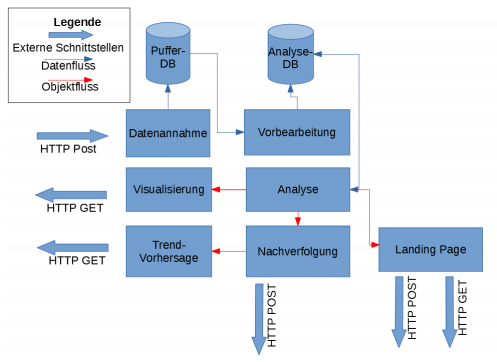 Legende
Externe Schnittstellen
Datenfluss
Objektfluss
Puffer-
DB
Analyse-
DB
Datenannahme
Vorbearbeitung
HTTP Post
Visualisierung
Analyse
HTTP GET
Trend-
Vorhersage
Nachverfolgung
Landing Page
HTTP GET
HTTP POST
HTTP POST
HTTP GET